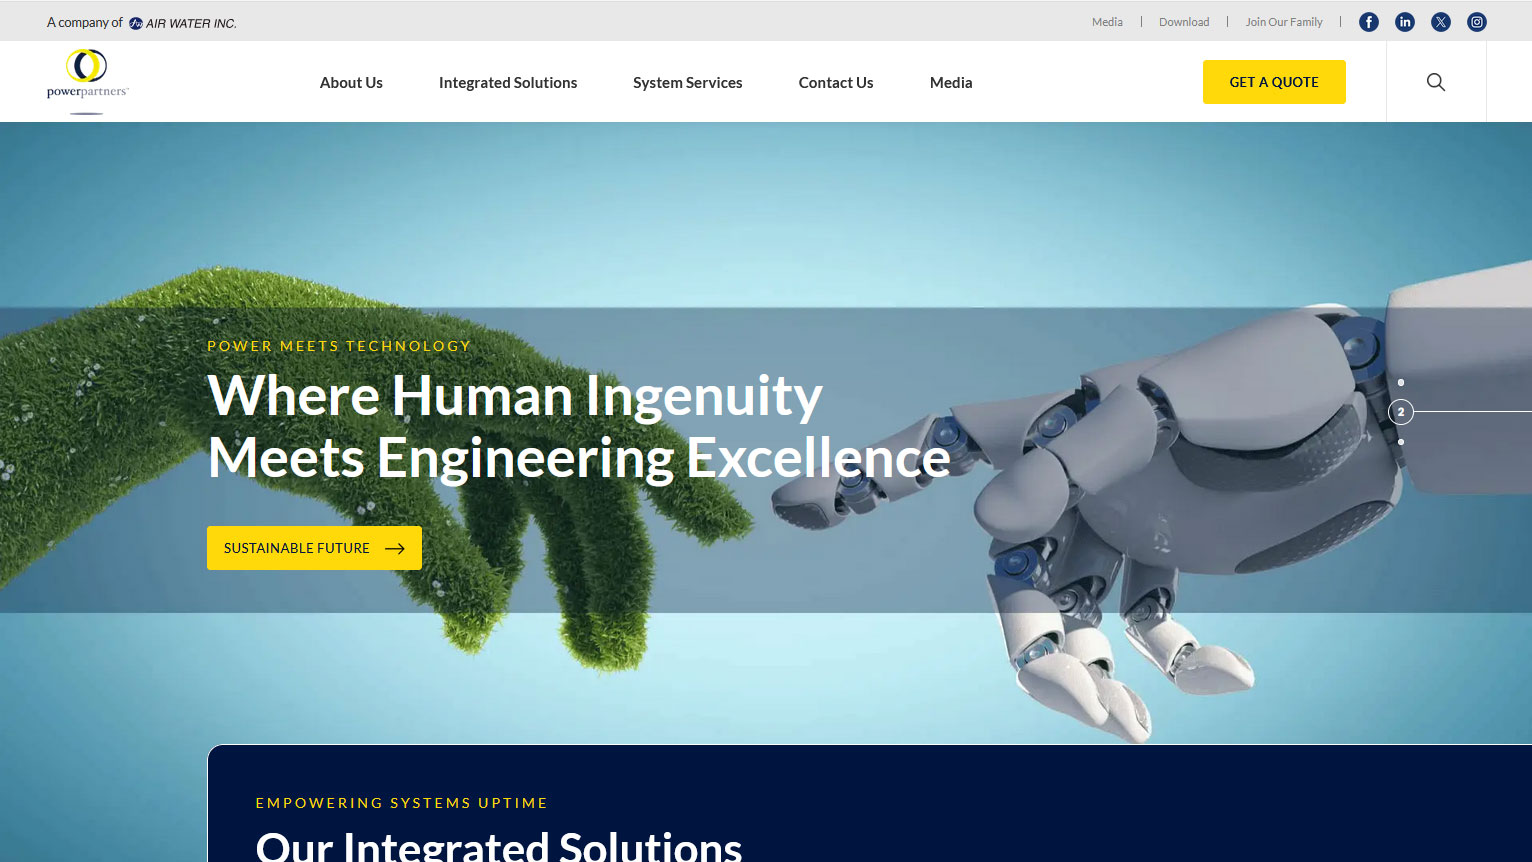 A company of AIR WATER INC.
Media
Download
Join Our Family
powerpartners
About Us
Integrated Solutions
System Services
Contact Us
Media
GET A QUOTE
POWER MEETS TECHNOLOGY
Where Human Ingenuity
Meets Engineering Excellence
2
SUSTAINABLE FUTURE
EMPOWERING SYSTEMS UPTIME
Our Integrated Solutions